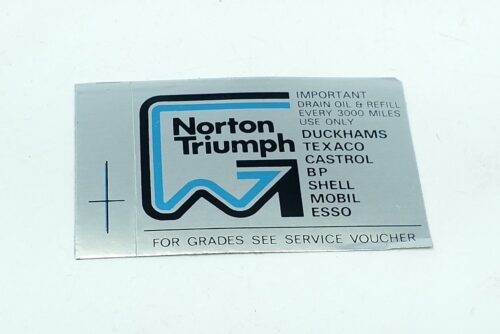 Norton
Triumph
IMPORTANT
DRAIN OIL & REFILL
EVERY 3000 MILES
USE ONLY
DUCKHAMS
TEXACO
CASTROL
BP
SHELL
MOBIL
ESSO
FOR GRADES SEE SERVICE VOUCHER